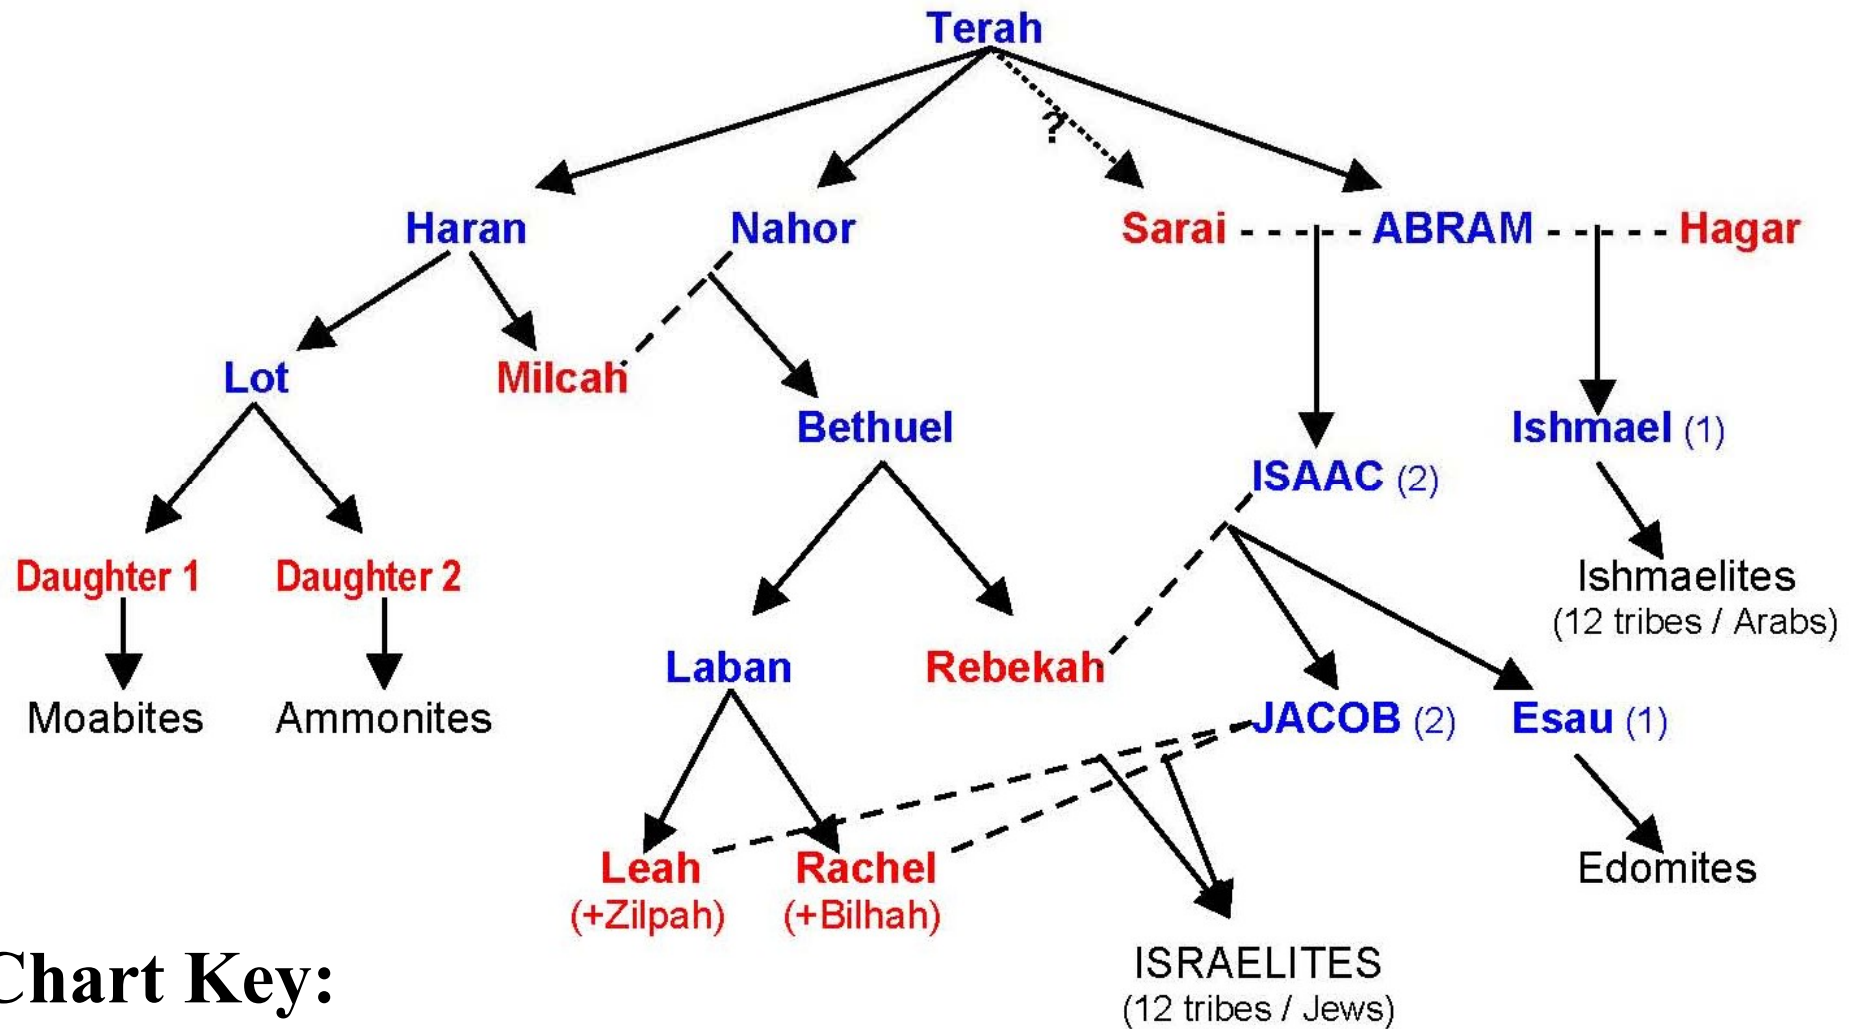 Terah
?
Haran Nahor Sarai ABRAM Hagar
Lot Milcah
Bethuel Ishmael (1)
ISAAC (2)
Daughter 1 Daughter 2 Ishmaelites
(12 tribes / Arabs)
Laban Rebekah
Moabites Ammonites JACOB (2) Esau (1)
Leah Rachel Edomites
(+Zilpah) (+Bilhah)
ISRAELITES
Chart Key:
(12 tribes / Jews)